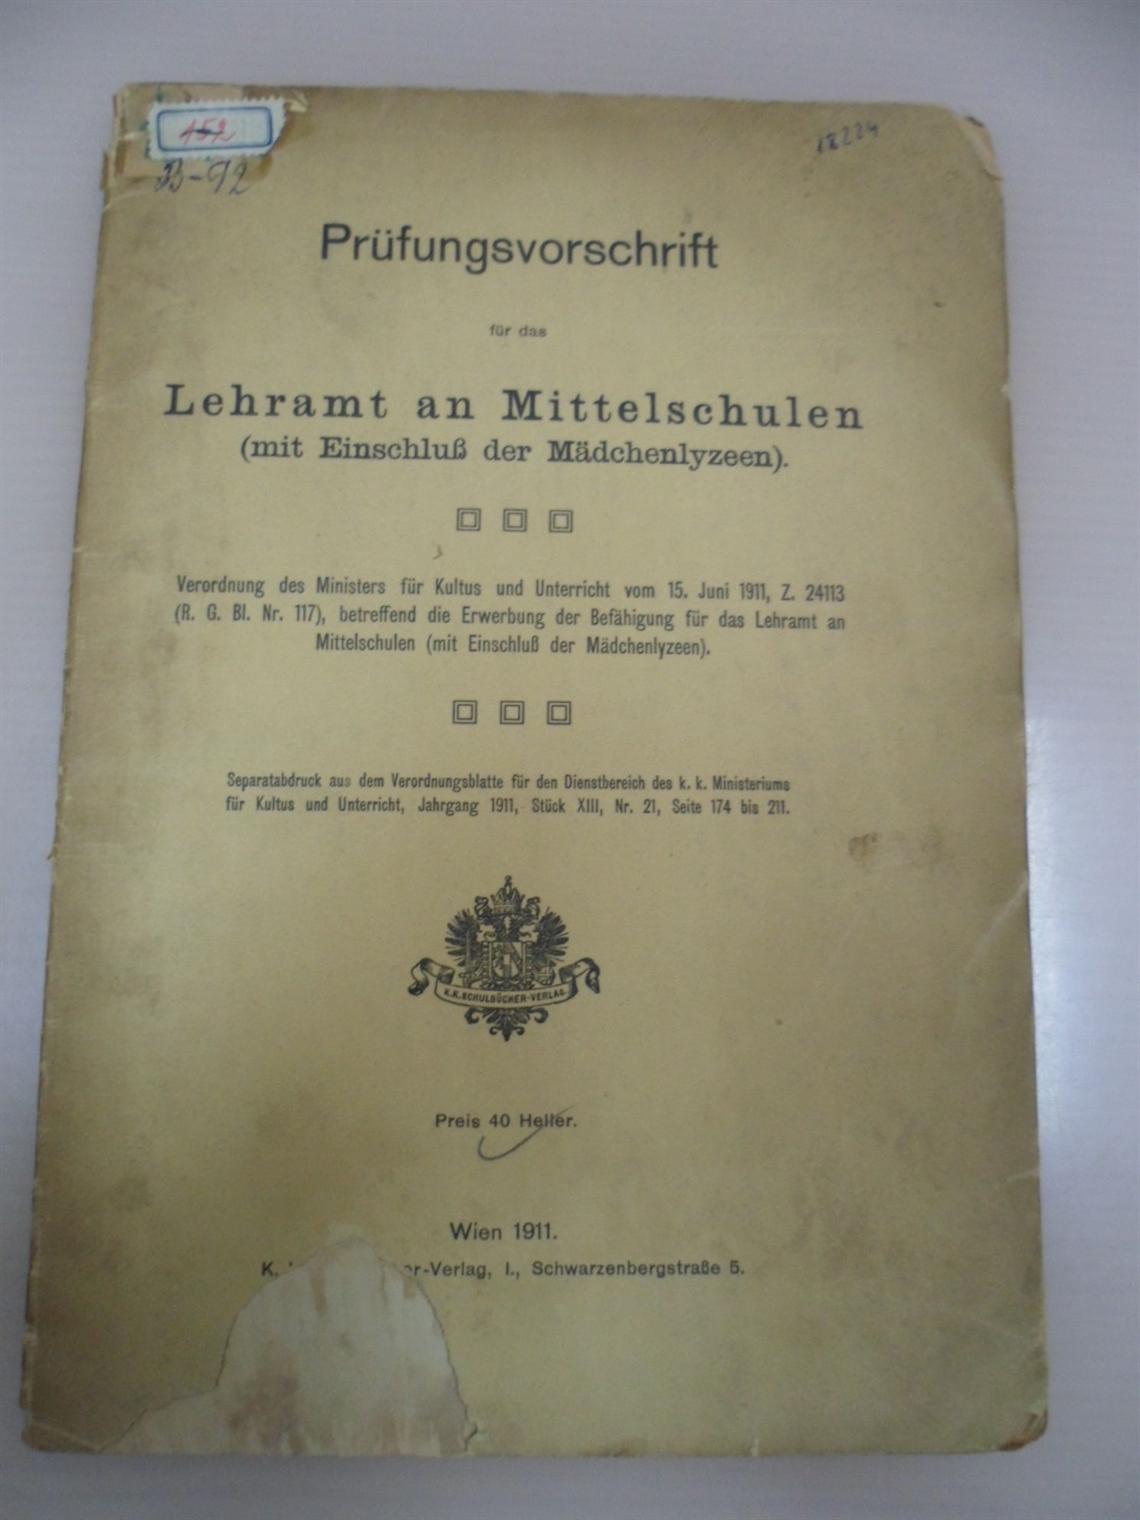 152
B-92
18224
Prüfungsvorschrift
für das
Lehramt an Mittelschulen
(mit Einschluß der Mädchenlyzeen).
Verordnung des Ministers für Kultus und Unterricht vom 15. Juni 1911, Z. 24113
(R. G. Bl. Nr. 117), betreffend die Erwerbung der Befähigung für das Lehramt an
Mittelschulen (mit Einschluß der Mädchenlyzeen).
Separatabdruck aus dem Verordnungsblatte für den Dienstbereich des k. k. Ministeriums
für Kultus und Unterricht, Jahrgang 1911, Stück XIII, Nr. 21, Seite 174 bis 211.
K.K.SCHULBÜCHER-VERLAG.
Preis 40 Heller.
Wien 1911.
K. er-Verlag, I., Schwarzenbergstraße 5.